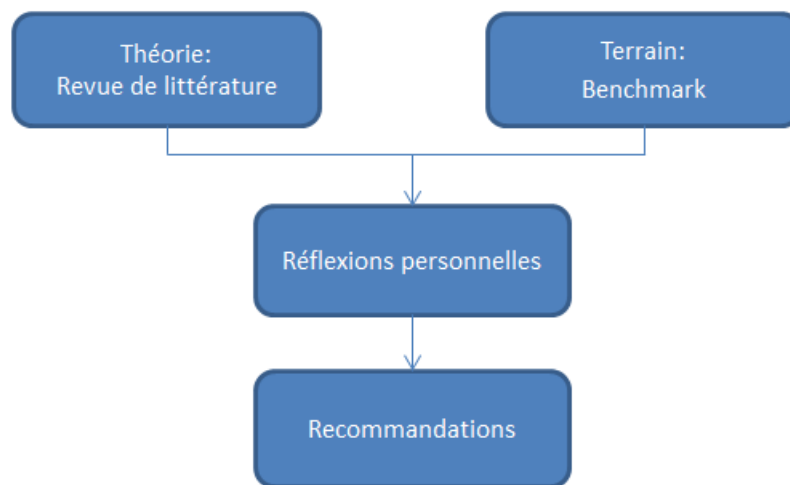 Théorie:
Revue de littérature
Terrain:
Benchmark
Réflexions personnelles
Recommandations